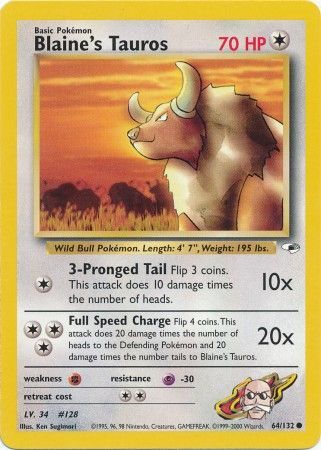 Basic Pokémon
Blaine's Tauros 70 HP
Wild Bull Pokémon. Length: 4' 7", Weight: 195 lbs.
3-Pronged Tail Flip 3 coins.
This attack does 10 damage times
the number of heads.
10x
Full Speed Charge Flip 4 coins. This
attack does 20 damage times the number of
heads to the Defending Pokémon and 20
damage times the number tails to Blaine's Tauros.
20x
weakness resistance -30
retreat cost
LV. 34 #128
Illus. Ken Sugimori ©1995, 96, 98 Nintendo, Creatures, GAMEFREAK. ©1999-2000 Wizards. 64/132